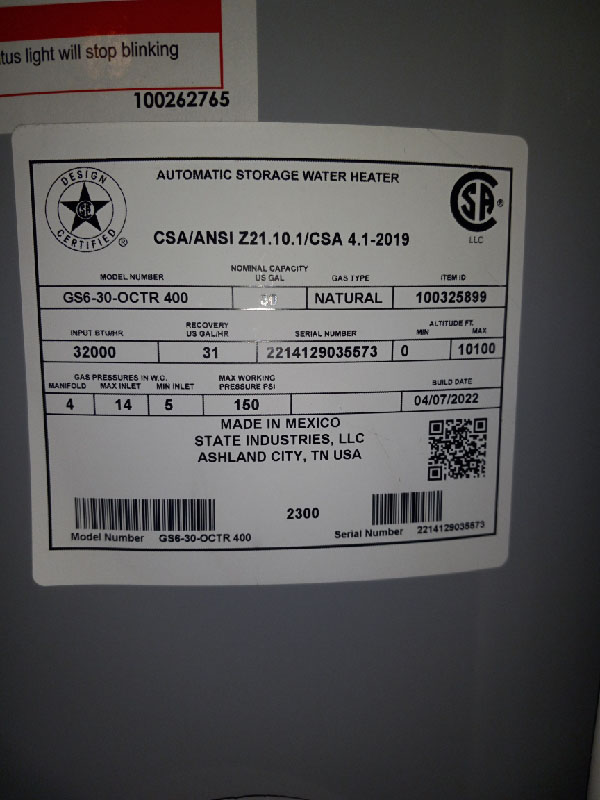 tus light will stop blinking
100262765
DESIGN CERTIFIED
AUTOMATIC STORAGE WATER HEATER
CSA/ANSI Z21.10.1/CSA 4.1-2019
LLC
MODEL NUMBER NOMINAL CAPACITY US GAL GAS TYPE ITEM ID
GS6-30-OCTR 400 30 NATURAL 100325899
INPUT BTU/HR RECOVERY US GAL/HR SERIAL NUMBER ALTITUDE FT. MIN MAX
32000 31 2214129035573 0 10100
GAS PRESSURES IN W.C. MAX WORKING PRESSURE PSI BUILD DATE
MANIFOLD MAX INLET MIN INLET
4 14 5 150 04/07/2022
MADE IN MEXICO
STATE INDUSTRIES, LLC
ASHLAND CITY, TN USA
2300
Model Number GS6-30-OCTR 400
Serial Number 2214129035573